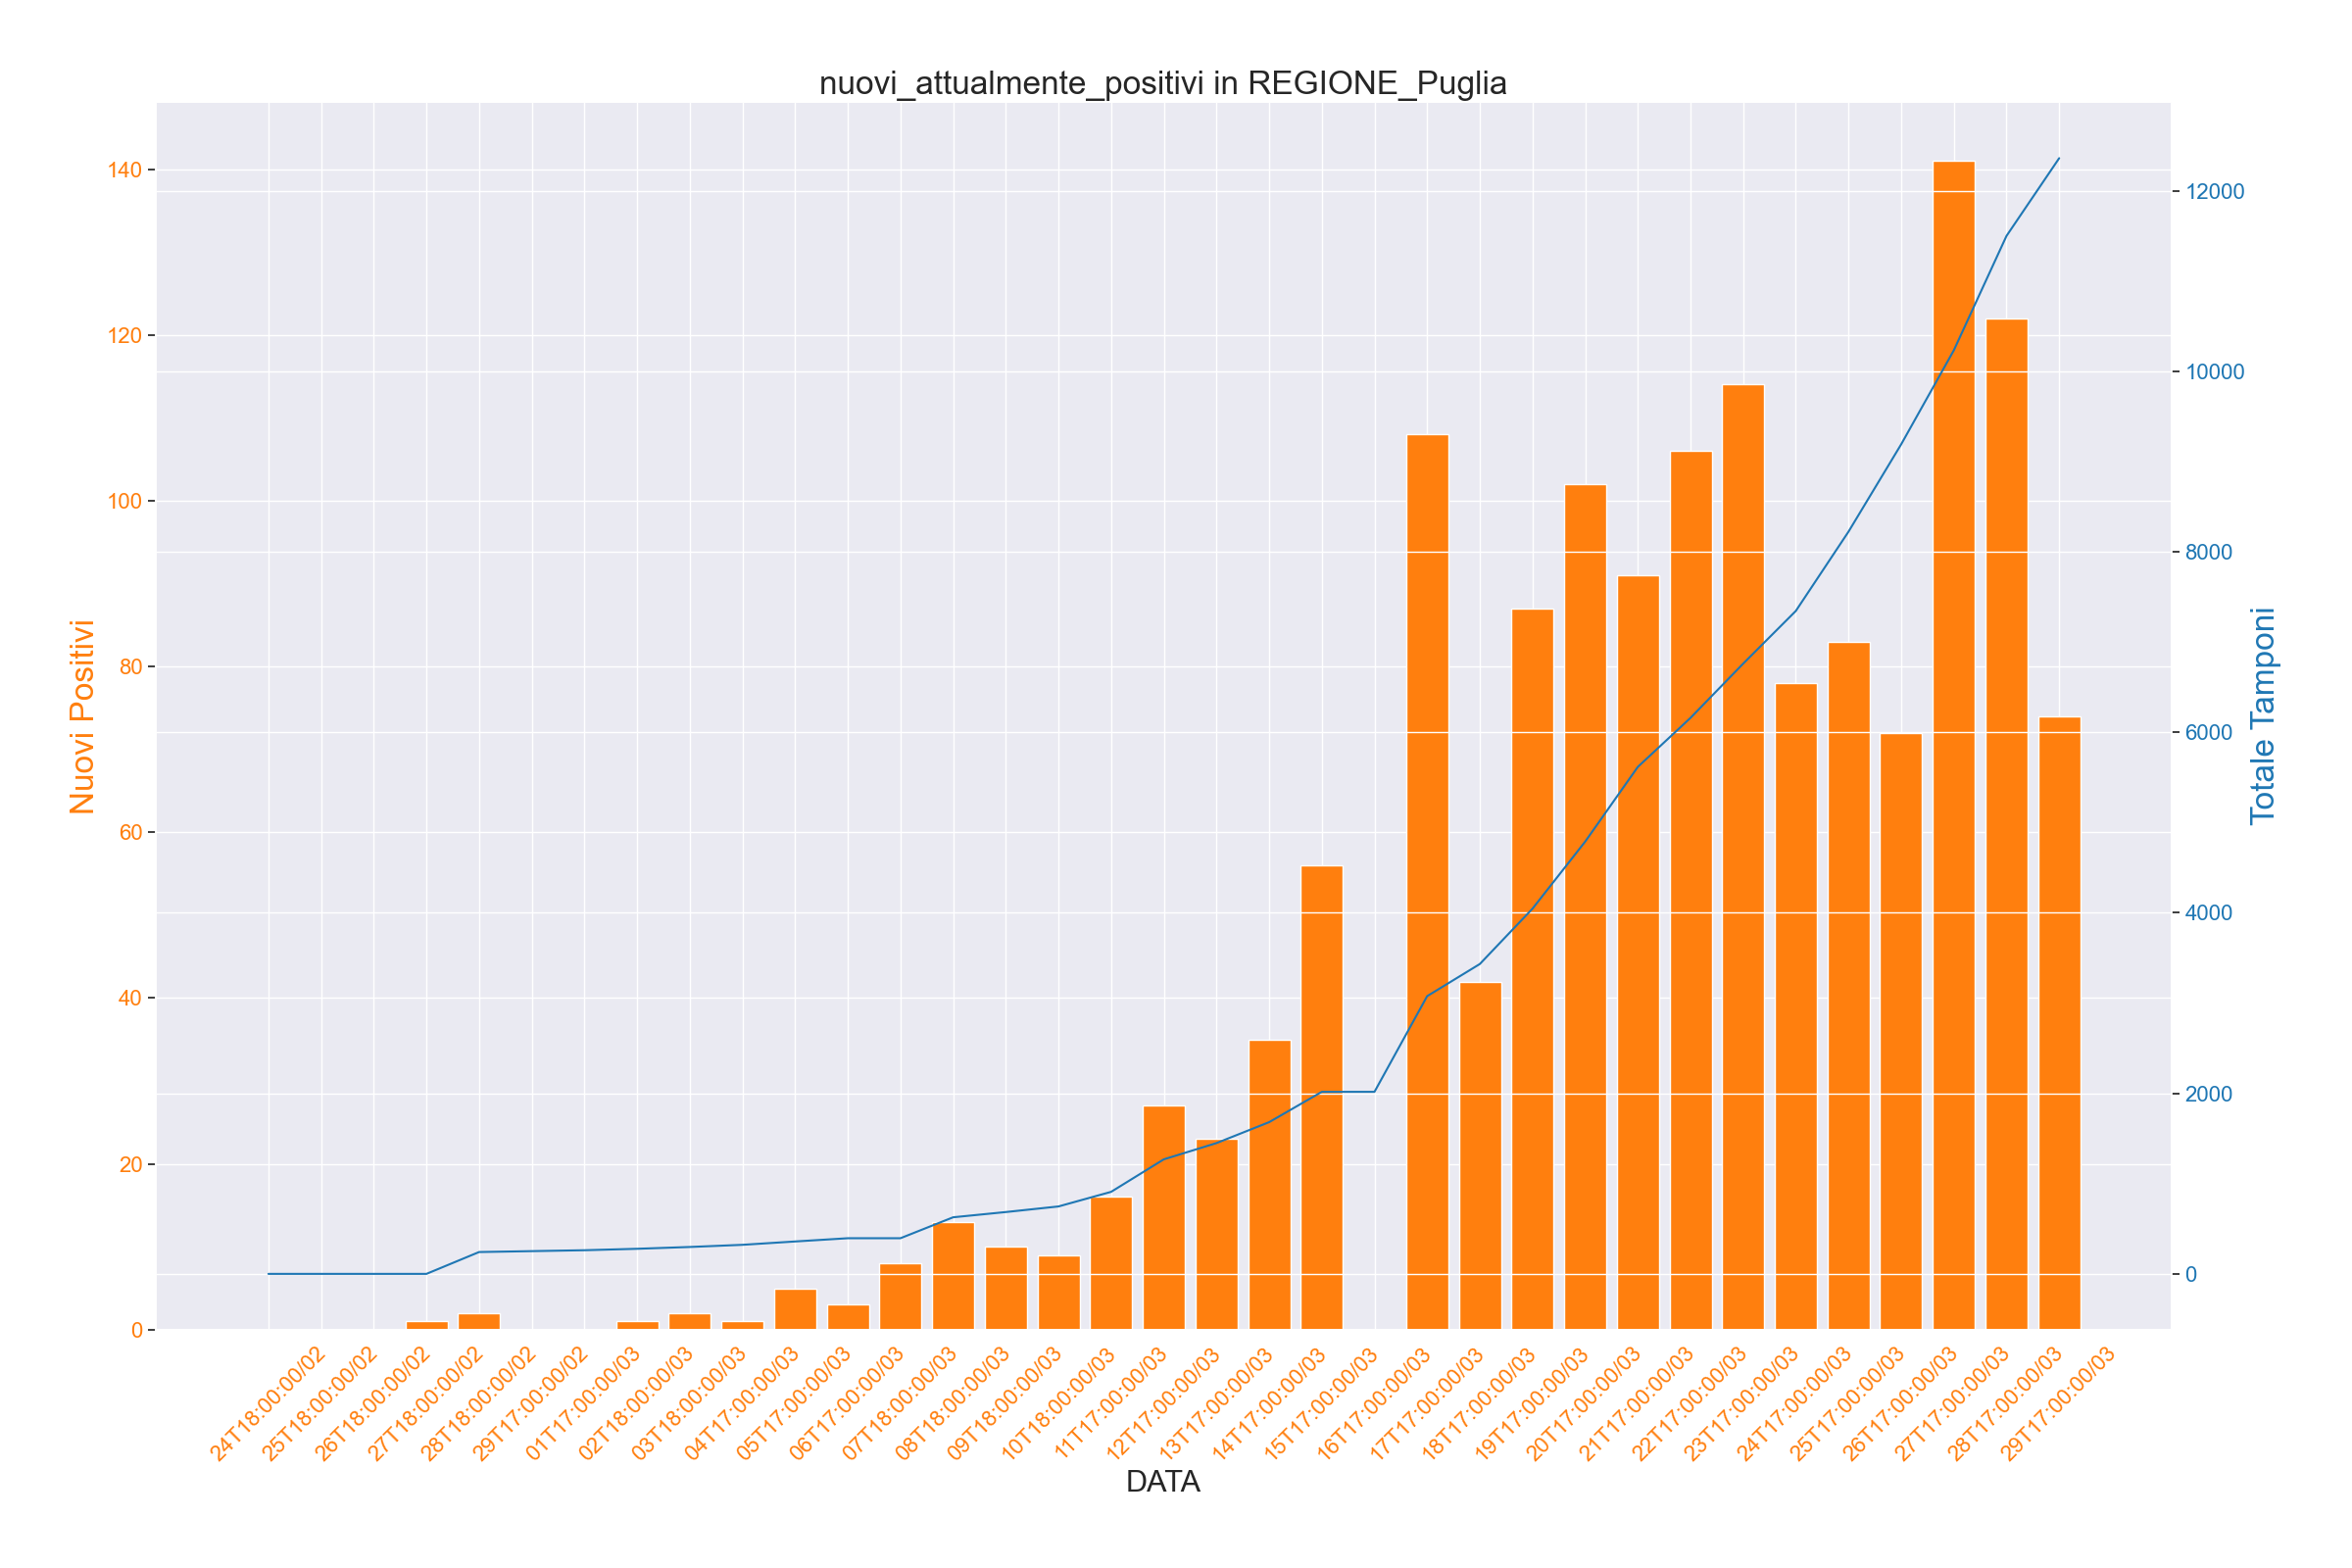 nuovi_attualmente_positivi in REGIONE_Puglia
Nuovi Positivi
140
120
100
80
60
40
20
0
12000
10000
8000
6000
4000
2000
0
Totale Tamponi
24T18:00:00/02
25T18:00:00/02
26T18:00:00/02
27T18:00:00/02
28T18:00:00/02
29T17:00:00/02
01T17:00:00/03
02T18:00:00/03
03T18:00:00/03
04T17:00:00/03
05T17:00:00/03
06T17:00:00/03
07T18:00:00/03
08T18:00:00/03
09T18:00:00/03
10T18:00:00/03
11T17:00:00/03
12T17:00:00/03
13T17:00:00/03
14T17:00:00/03
15T17:00:00/03
16T17:00:00/03
17T17:00:00/03
18T17:00:00/03
19T17:00:00/03
20T17:00:00/03
21T17:00:00/03
22T17:00:00/03
23T17:00:00/03
24T17:00:00/03
25T17:00:00/03
26T17:00:00/03
27T17:00:00/03
28T17:00:00/03
29T17:00:00/03
DATA